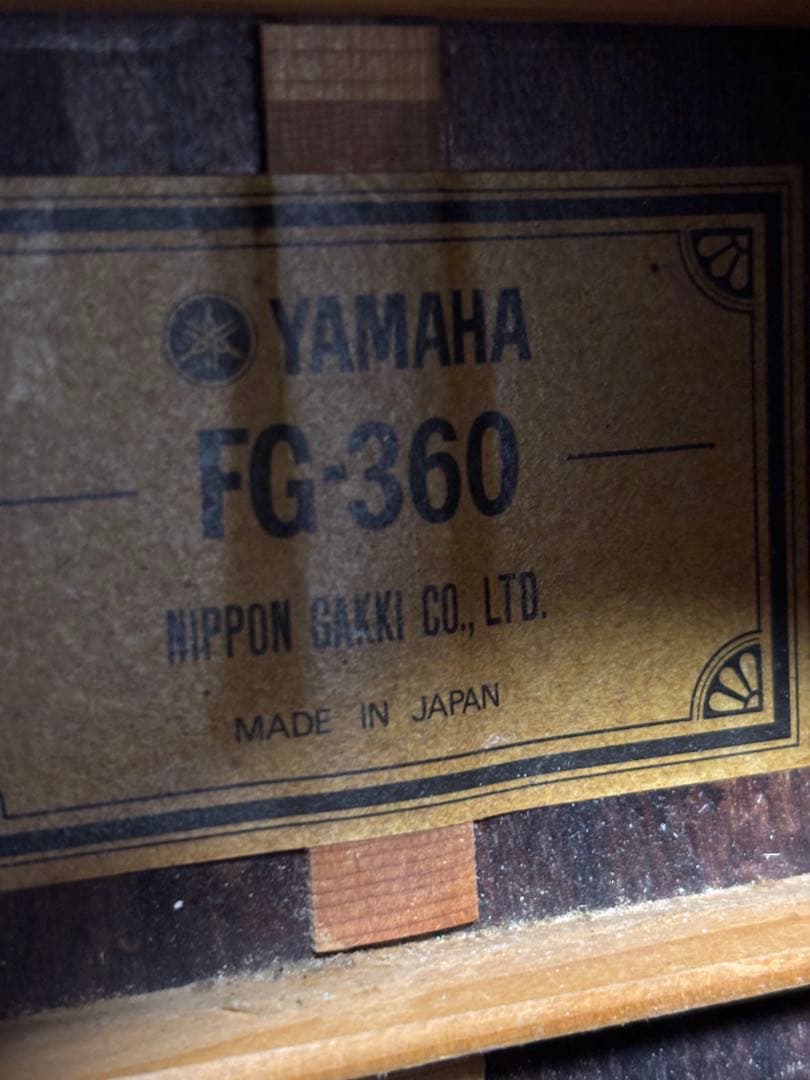 YAMAHA
FG-360
NIPPON GAKKI CO., LTD.
MADE IN JAPAN